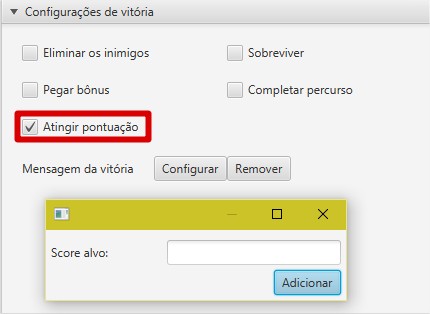 Configurações de vitória
Eliminar os inimigos Sobreviver
Pegar bônus Completar percurso
Atingir pontuação
Mensagem da vitória Configurar Remover
Score alvo:
Adicionar